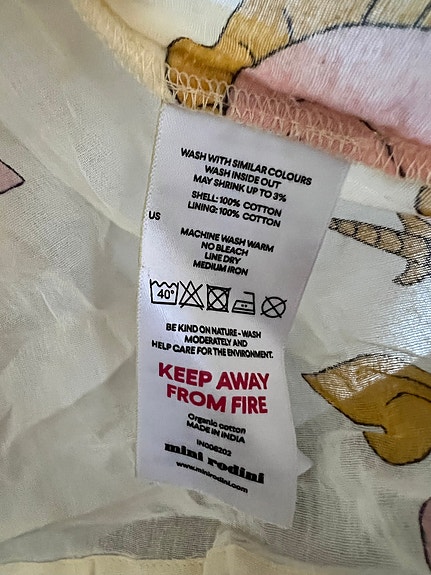 WASH WITH SIMILAR COLOURS
WASH INSIDE OUT
MAY SHRINK UP TO 3%
SHELL: 100% COTTON
LINING: 100% COTTON
US
MACHINE WASH WARM
NO BLEACH
LINE DRY
MEDIUM IRON
40°
BE KIND ON NATURE - WASH
MODERATELY AND
HELP CARE FOR THE ENVIRONMENT.
KEEP AWAY
FROM FIRE
Organic cotton
MADE IN INDIA
IN008202
mini rodini
www.minirodini.com